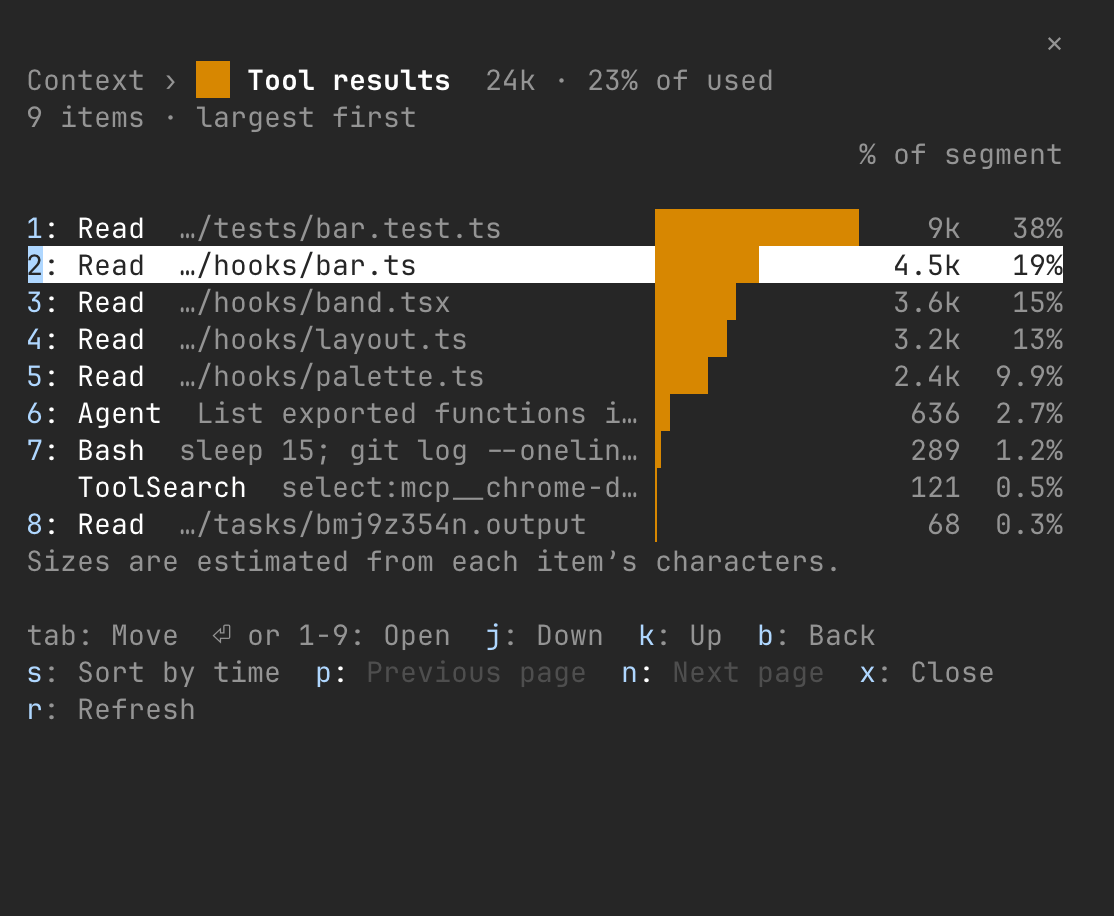 ×
Context › Tool results 24k · 23% of used
9 items · largest first
% of segment
1: Read …/tests/bar.test.ts 9k 38%
2: Read …/hooks/bar.ts 4.5k 19%
3: Read …/hooks/band.tsx 3.6k 15%
4: Read …/hooks/layout.ts 3.2k 13%
5: Read …/hooks/palette.ts 2.4k 9.9%
6: Agent List exported functions i… 636 2.7%
7: Bash sleep 15; git log --onelin… 289 1.2%
ToolSearch select:mcp__chrome-d… 121 0.5%
8: Read …/tasks/bmj9z354n.output 68 0.3%
Sizes are estimated from each item’s characters.
tab: Move ⏎ or 1-9: Open j: Down k: Up b: Back
s: Sort by time p: Previous page n: Next page x: Close
r: Refresh